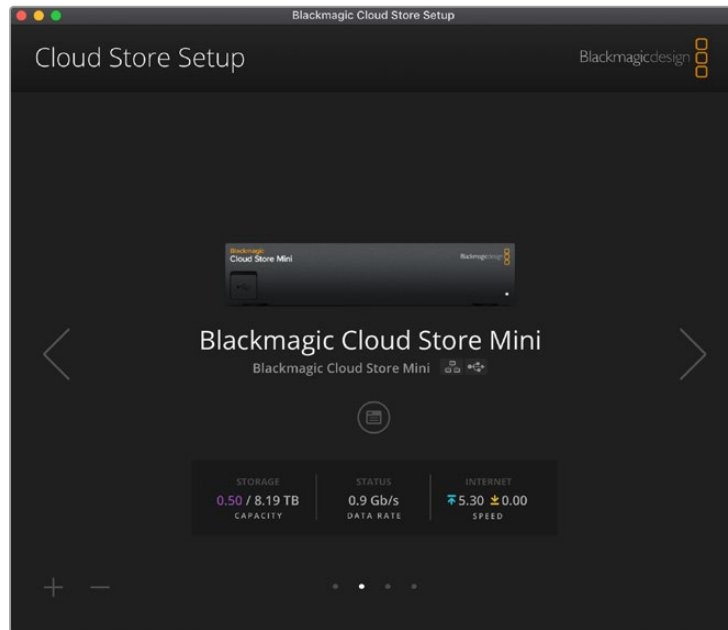 Blackmagic Cloud Store Setup
Cloud Store Setup
Blackmagicdesign
Blackmagic
Cloud Store Mini
Blackmagicdesign
Blackmagic Cloud Store Mini
Blackmagic Cloud Store Mini
STORAGE STATUS INTERNET
0.50 / 8.19 TB 0.9 Gb/s 5.30 0.00
CAPACITY DATA RATE SPEED